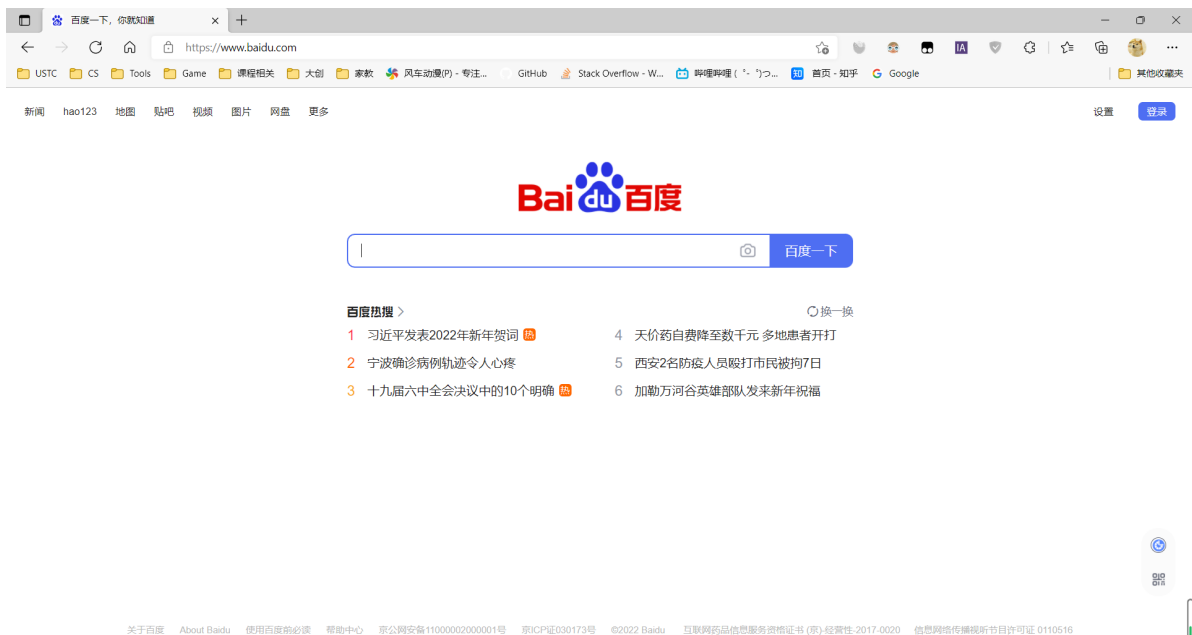 百度一下，你就知道
https://www.baidu.com
USTC CS Tools Game 课程相关 大创 家教 风车动漫(P) - 专注... GitHub Stack Overflow - W... 哔哩哔哩 ( ゜- ゜)つ... 知 首页 - 知乎 G Google 其他收藏夹
新闻 hao123 地图 贴吧 视频 图片 网盘 更多 设置 登录
Bai du 百度
百度一下
百度热搜 换一换
1 习近平发表2022年新年贺词 热 4 天价药自费降至数千元 多地患者开打
2 宁波确诊病例轨迹令人心疼 5 西安2名防疫人员殴打市民被拘7日
3 十九届六中全会决议中的10个明确 热 6 加勒万河谷英雄部队发来新年祝福
关于百度 About Baidu 使用百度前必读 帮助中心 京公网安备11000002000001号 京ICP证030173号 ©2022 Baidu 互联网药品信息服务资格证书 (京)-经营性-2017-0020 信息网络传播视听节目许可证 0110516